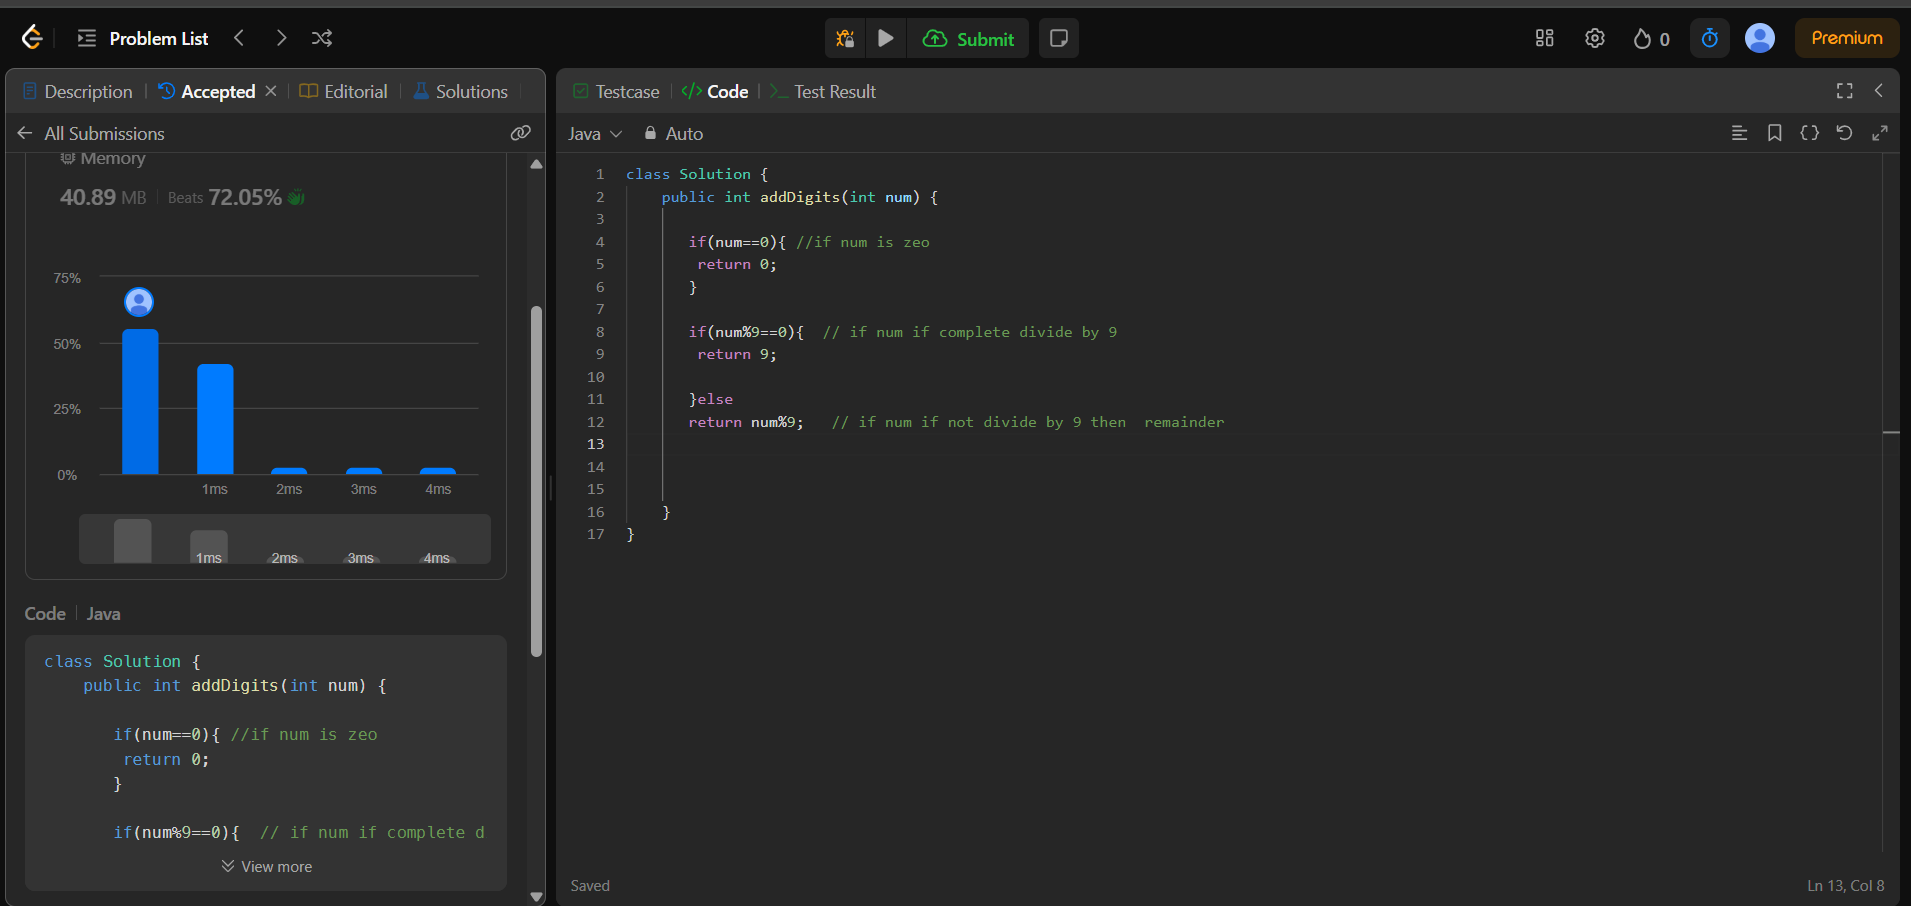 Problem List
Submit
0
Premium
Description
Accepted
Editorial
Solutions
All Submissions
Memory
40.89 MB
Beats 72.05%
75%
50%
25%
0%
1ms 2ms 3ms 4ms
1ms 2ms 3ms 4ms
Code
Java
class Solution {
public int addDigits(int num) {
if(num==0){ //if num is zeo
return 0;
}
if(num%9==0){  // if num if complete d
View more
Testcase
</> Code
>_ Test Result
Java
Auto
1 class Solution {
2     public int addDigits(int num) {
3
4        if(num==0){ //if num is zeo
5         return 0;
6        }
7
8        if(num%9==0){  // if num if complete divide by 9
9         return 9;
10
11        }else
12        return num%9;   // if num if not divide by 9 then  remainder
13
14
15
16     }
17 }
Saved
Ln 13, Col 8